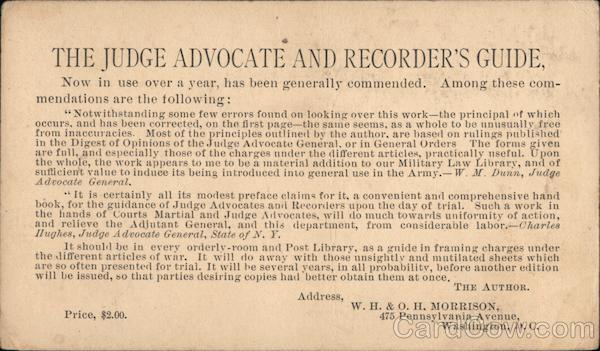 THE JUDGE ADVOCATE AND RECORDER'S GUIDE,
Now in use over a year, has been generally commended. Among these com-
mendations are the following:
"Notwithstanding some few errors found on looking over this work—the principal of which
occurs, and has been corrected, on the first page—the same seems, as a whole to be unusually free
from inaccuracies. Most of the principles outlined by the author, are based on rulings published
in the Digest of Opinions of the Judge Advocate General, or in General Orders The forms given
are full, and especially those of the charges under the different articles, practically useful. Upon
the whole, the work appears to me to be a material addition to our Military Law Library, and of
sufficient value to induce its being introduced into general use in the Army.—W. M. Dunn, Judge
Advocate General.
"It is certainly all its modest preface claims for it, a convenient and comprehensive hand
book, for the guidance of Judge Advocates and Recorders upon the day of trial. Such a work in
the hands of Courts Martial and Judge Advocates, will do much towards uniformity of action,
and relieve the Adjutant General, and this department, from considerable labor.—Charles
Hughes, Judge Advocate General, State of N. Y.
It should be in every orderly-room and Post Library, as a guide in framing charges under
the different articles of war. It will do away with those unsightly and mutilated sheets which
are so often presented for trial. It will be several years, in all probability, before another edition
will be issued, so that parties desiring copies had better obtain them at once.
THE AUTHOR.
Address,
W. H. & O. H. MORRISON,
475 Pennsylvania Avenue,
Price, $2.00.
Washington, D. C.
CardCow.com